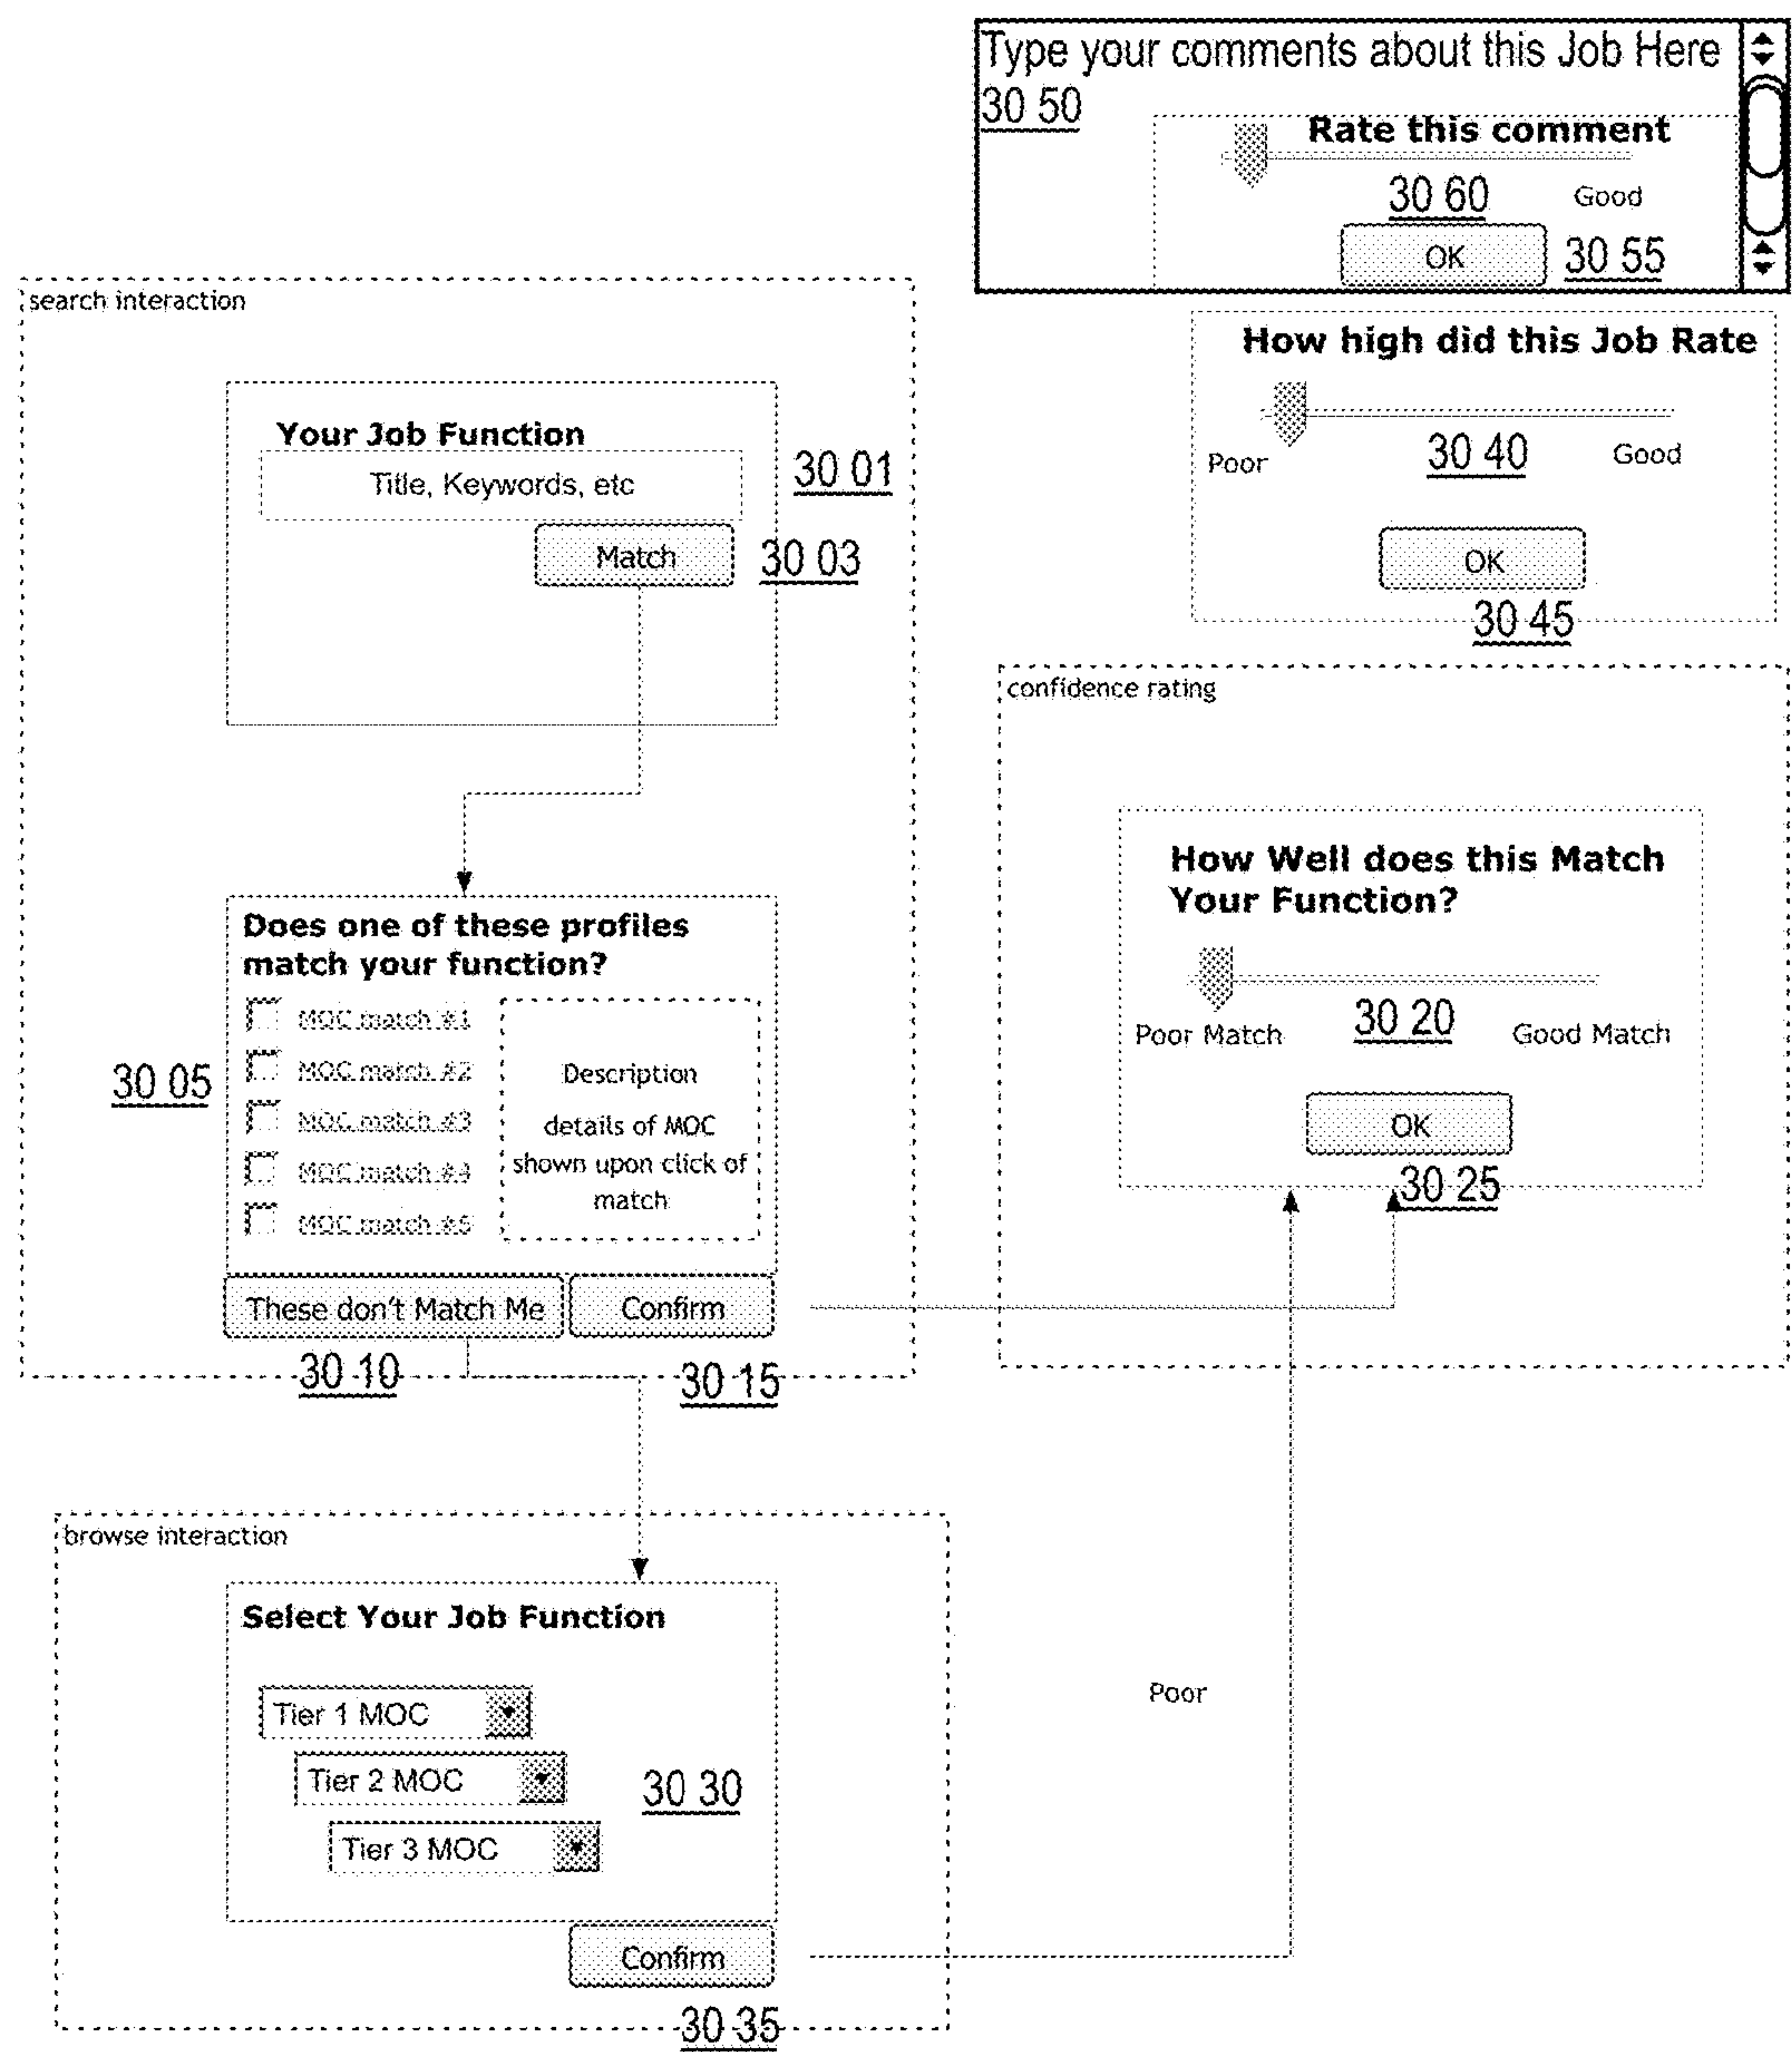 Type your comments about this Job Here
30 50
Rate this comment
30 60
Good
OK
30 55
How high did this Job Rate
Poor
30 40
Good
OK
30 45
search interaction
Your Job Function
Title, Keywords, etc
30 01
Match
30 03
Does one of these profiles
match your function?
MOC match #1
MOC match #2
MOC match #3
MOC match #4
MOC match #5
Description
details of MOC
shown upon click of
match
30 05
These don't Match Me
Confirm
30 10
30 15
confidence rating
How Well does this Match
Your Function?
Poor Match
30 20
Good Match
OK
30 25
browse interaction
Select Your Job Function
Tier 1 MOC
Tier 2 MOC
30 30
Tier 3 MOC
Confirm
30 35
Poor